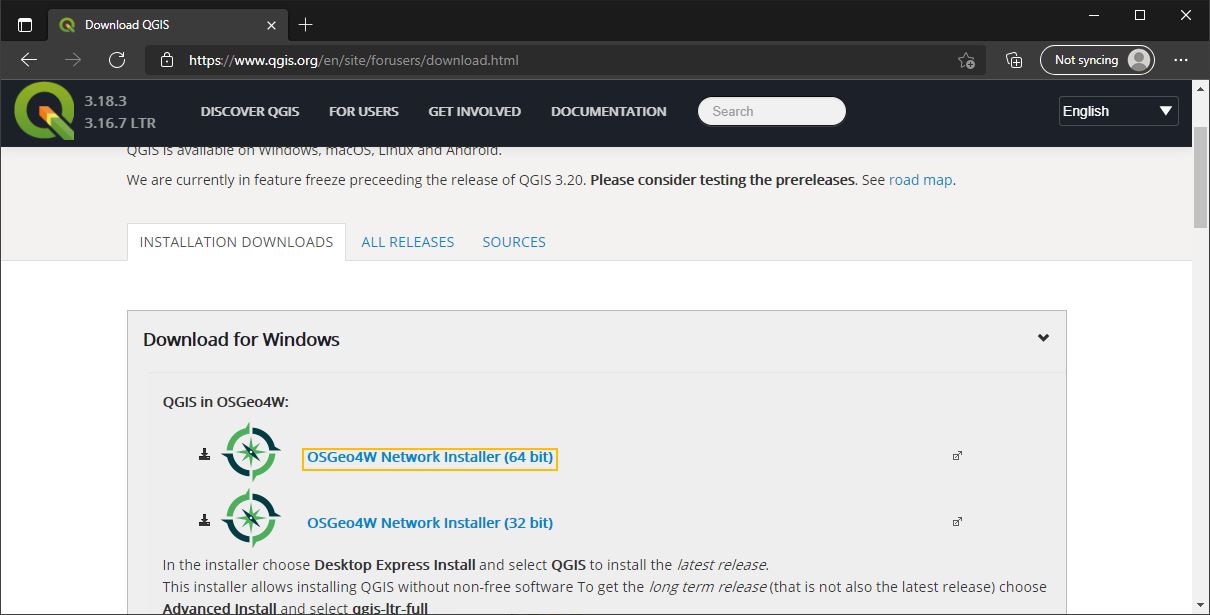 Download QGIS
https://www.qgis.org/en/site/forusers/download.html
Not syncing
3.18.3
3.16.7 LTR
DISCOVER QGIS
FOR USERS
GET INVOLVED
DOCUMENTATION
Search
English
QGIS is available on Windows, macOS, Linux and Android.
We are currently in feature freeze preceeding the release of QGIS 3.20. Please consider testing the prereleases. See road map.
INSTALLATION DOWNLOADS
ALL RELEASES
SOURCES
Download for Windows
QGIS in OSGeo4W:
OSGeo4W Network Installer (64 bit)
OSGeo4W Network Installer (32 bit)
In the installer choose Desktop Express Install and select QGIS to install the latest release.
This installer allows installing QGIS without non-free software To get the long term release (that is not also the latest release) choose
Advanced Install and select qgis-ltr-full